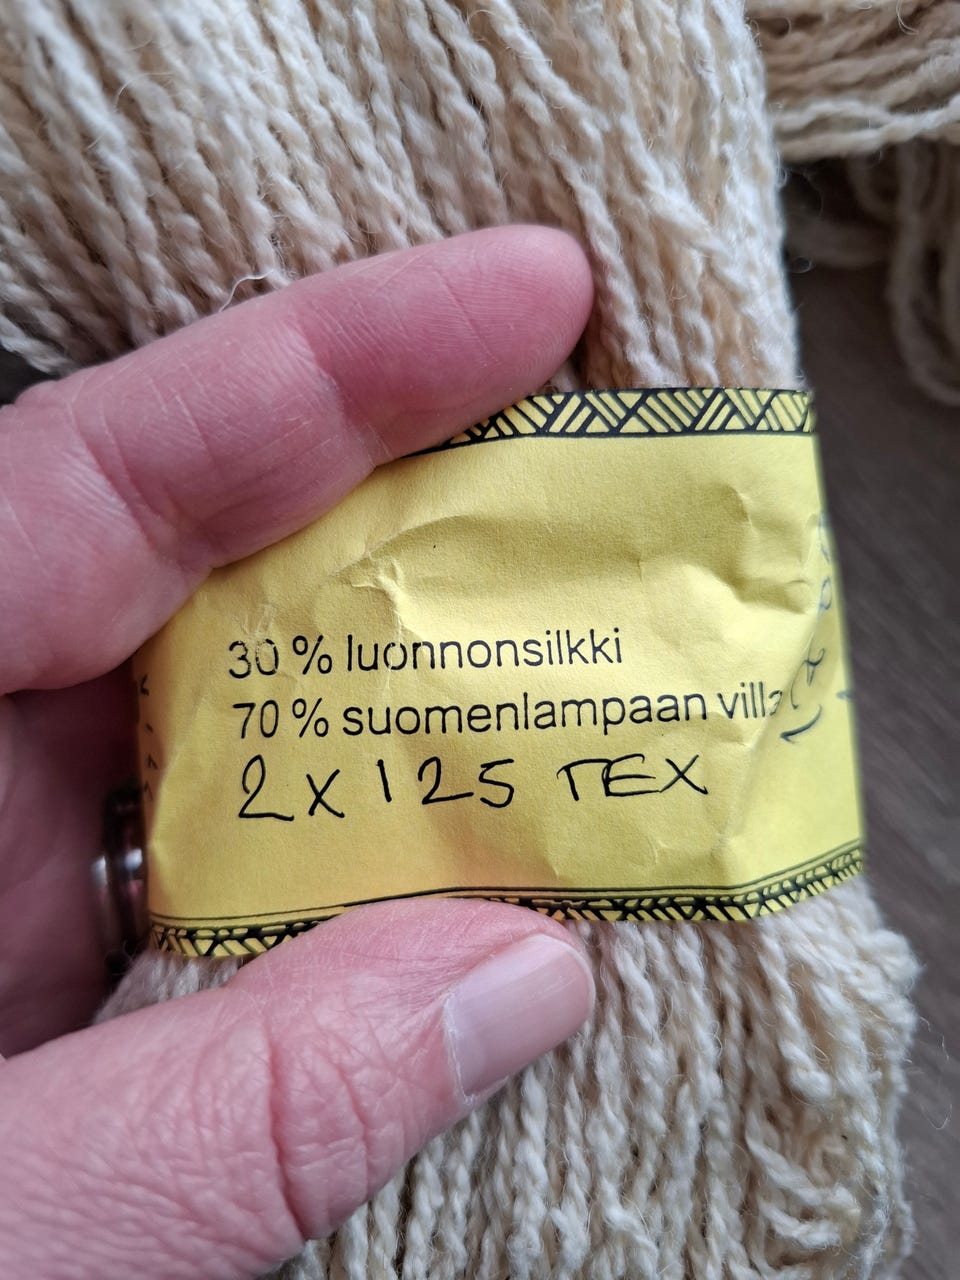 30 % luonnonsilkki
70 % suomenlampaan villa
2 x 125 TEX